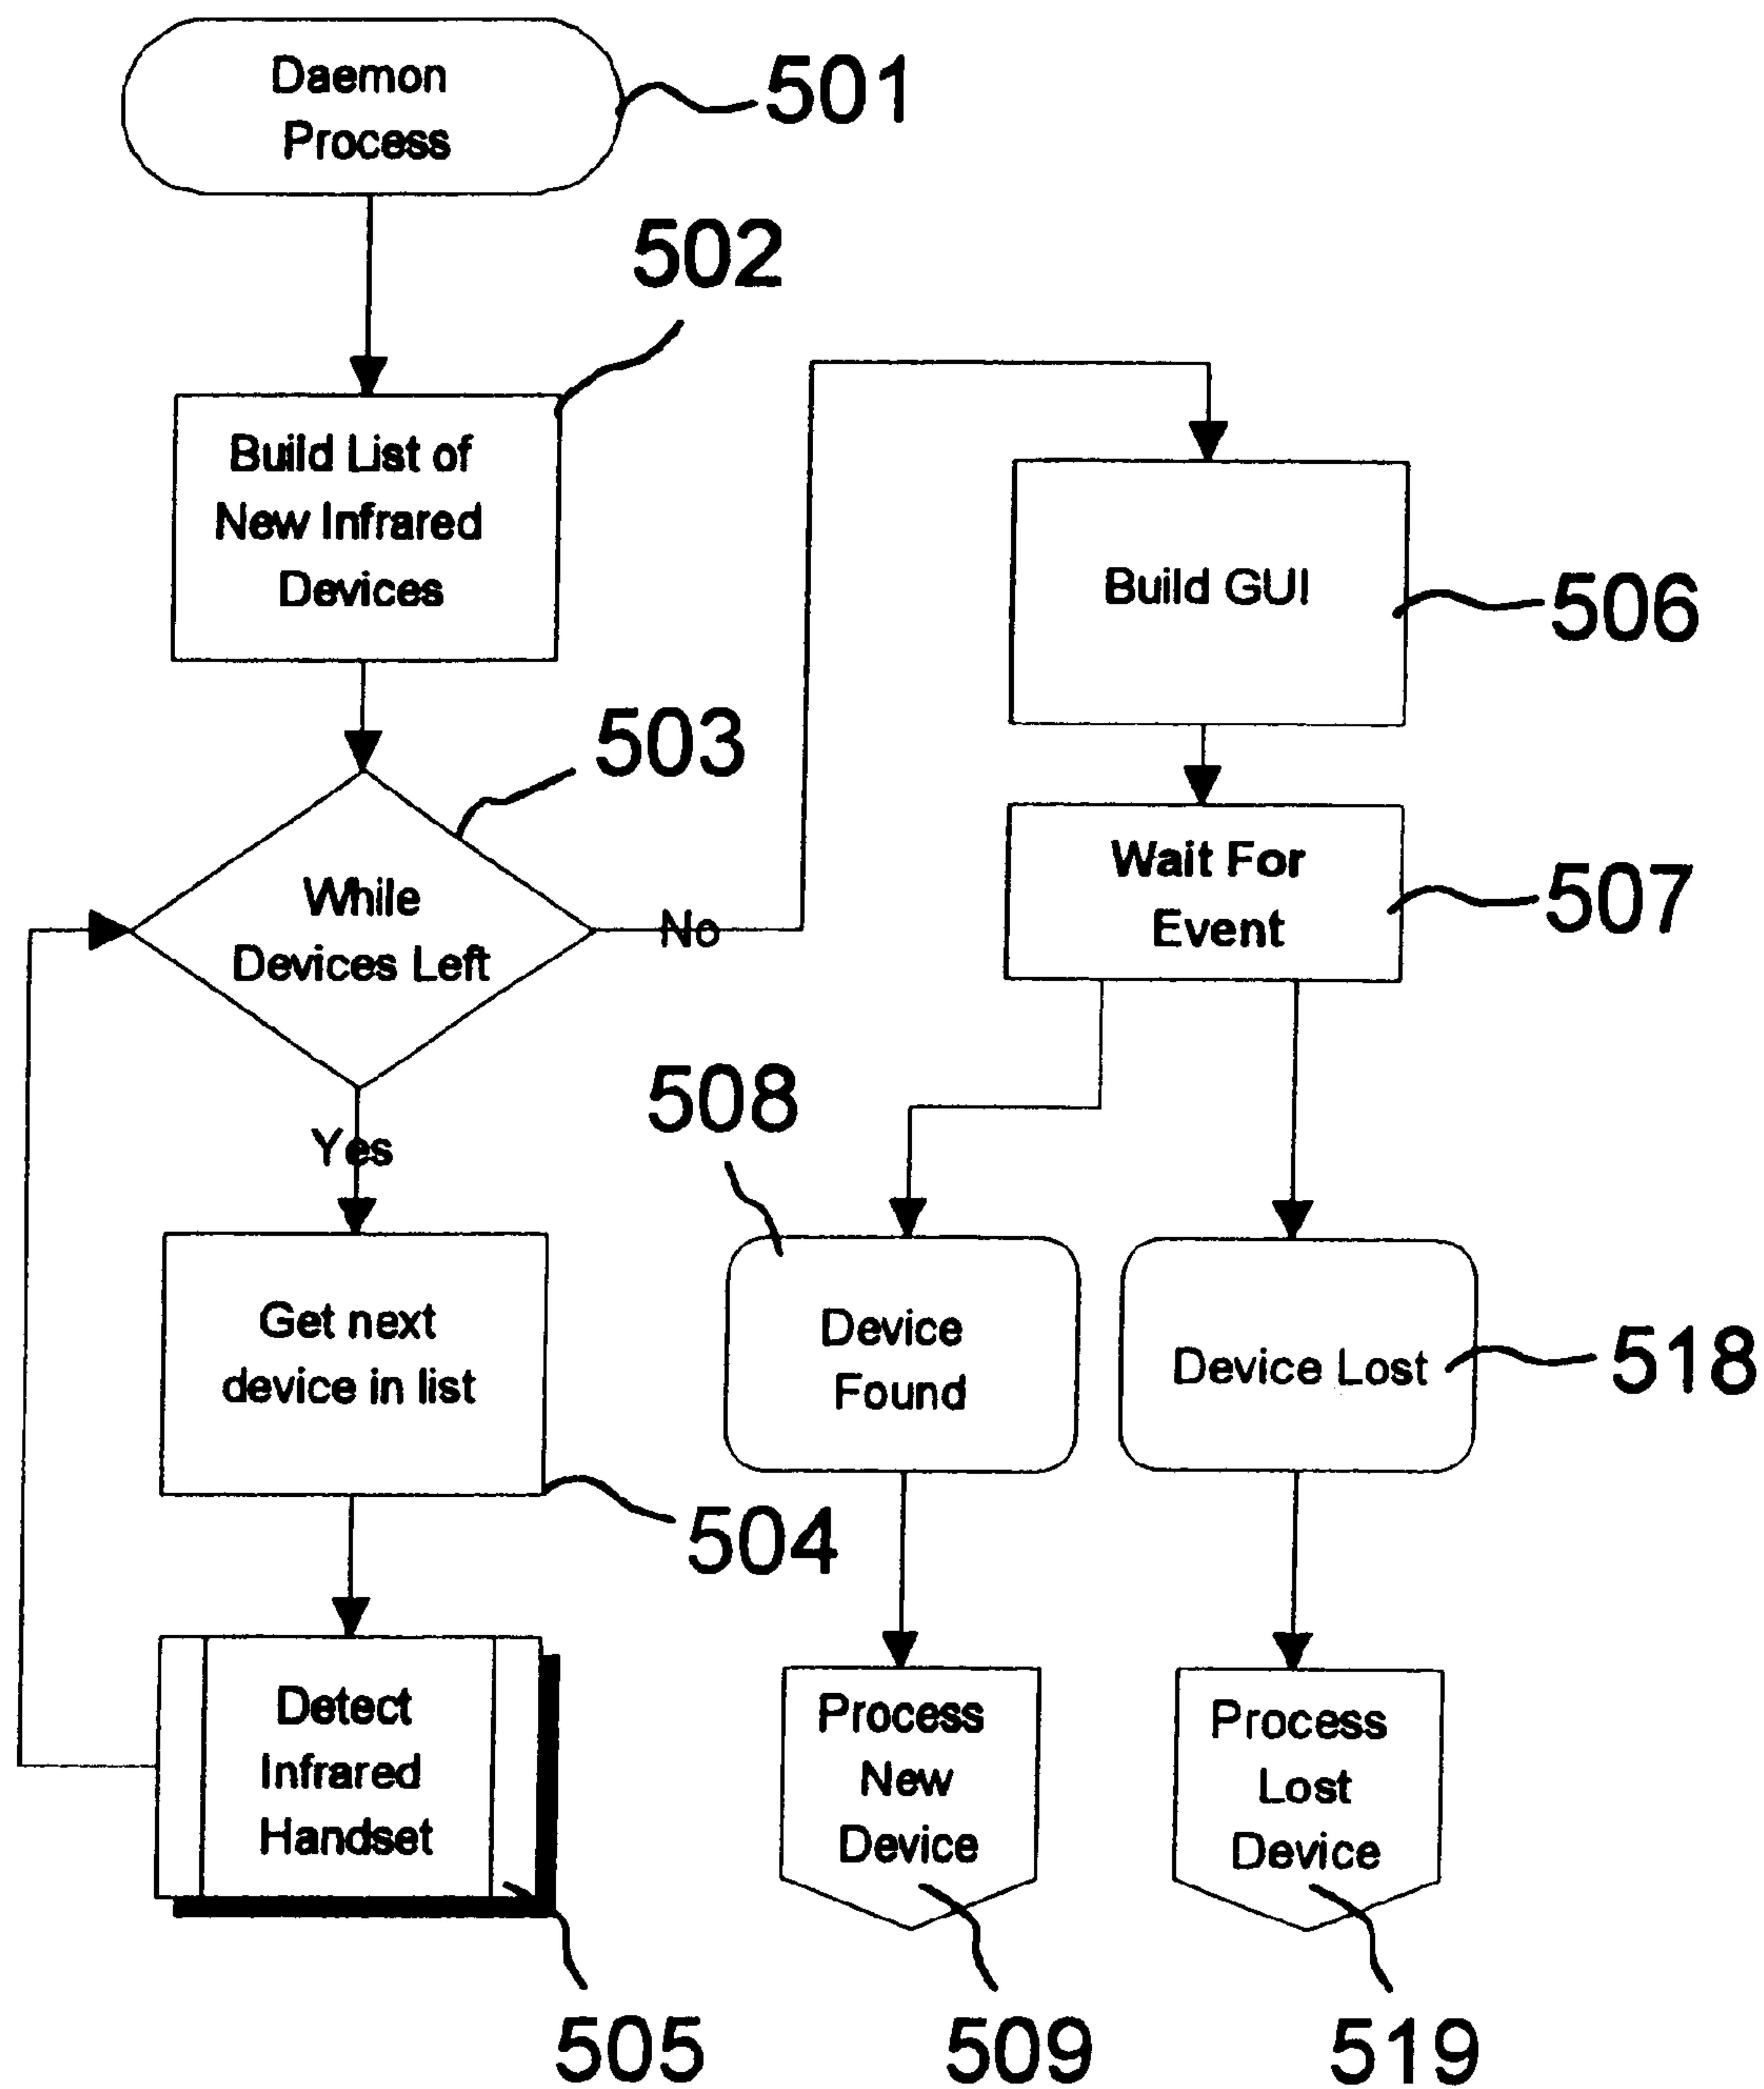 Daemon
Process
501
502
Build List of
New Infrared
Devices
503
While
Devices Left
No
Yes
Get next
device in list
504
Detect
Infrared
Handset
505
Build GUI
506
Wait For
Event
507
508
Device
Found
Device Lost
518
Process
New
Device
509
Process
Lost
Device
519